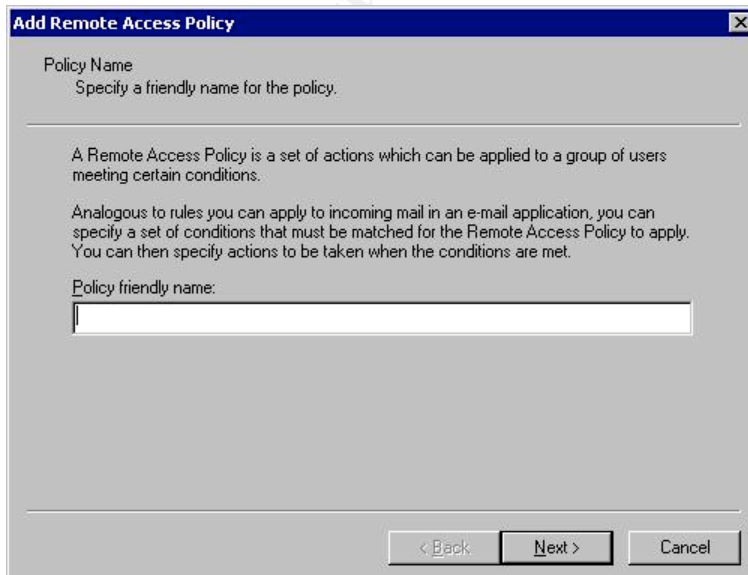 Add Remote Access Policy
Policy Name
Specify a friendly name for the policy.
A Remote Access Policy is a set of actions which can be applied to a group of users
meeting certain conditions.
Analogous to rules you can apply to incoming mail in an e-mail application, you can
specify a set of conditions that must be matched for the Remote Access Policy to apply.
You can then specify actions to be taken when the conditions are met.
Policy friendly name:
< Back
Next >
Cancel